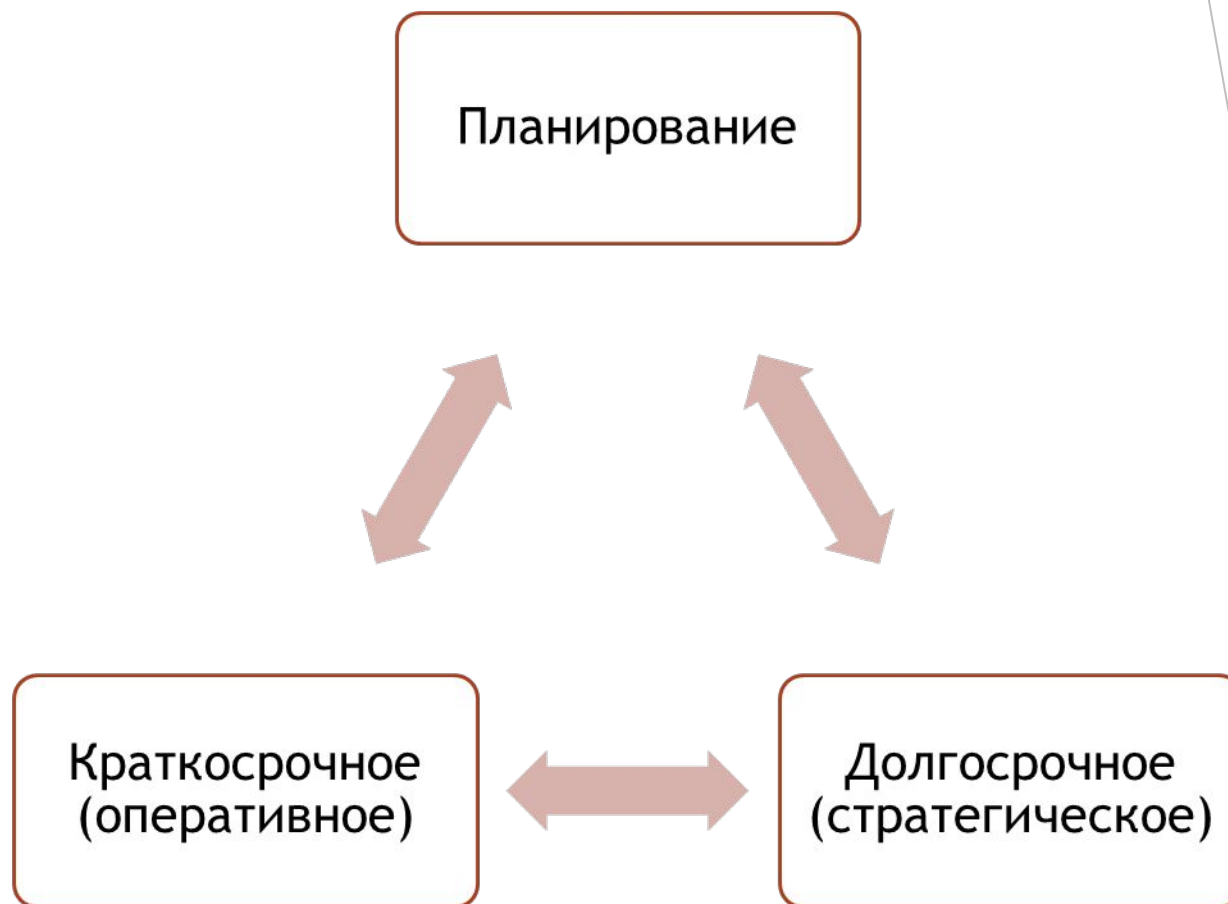 Планирование
Краткосрочное
(оперативное)
Долгосрочное
(стратегическое)